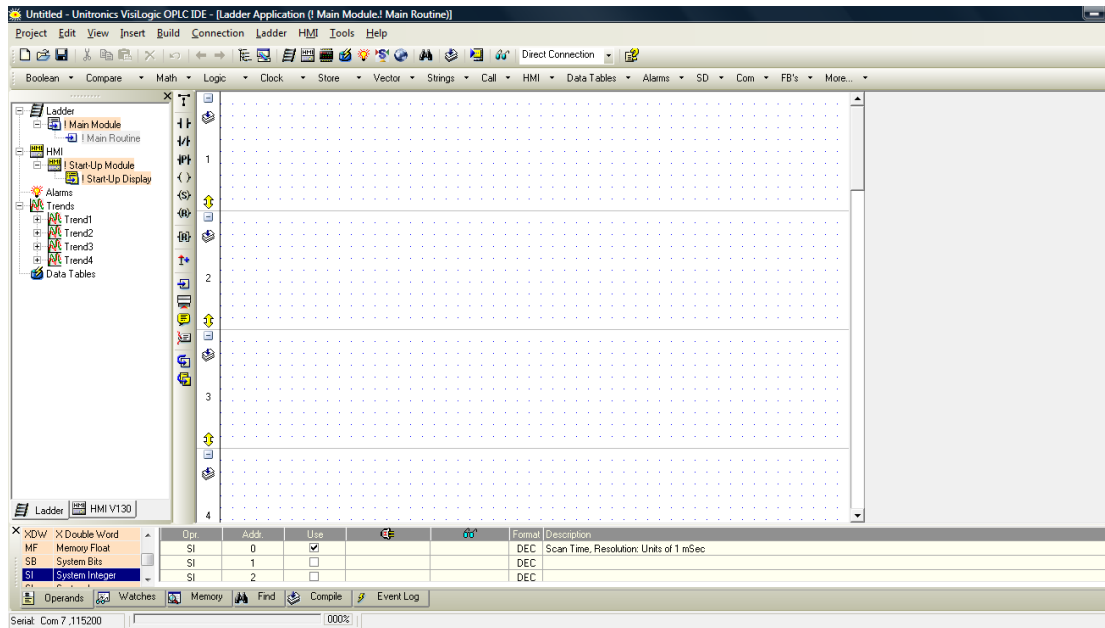 Untitled - Unitronics VisiLogic OPLC IDE - [Ladder Application (! Main Module.! Main Routine)]
Project Edit View Insert Build Connection Ladder HMI Tools Help
Direct Connection
Boolean Compare Math Logic Clock Store Vector Strings Call HMI Data Tables Alarms SD Com FB's More...
Ladder
! Main Module
! Main Routine
HMI
! Start-Up Module
! Start-Up Display
Alarms
Trends
Trend1
Trend2
Trend3
Trend4
Data Tables
1
2
3
4
Ladder HMI V130
XDW X Double Word
MF Memory Float
SB System Bits
SI System Integer
Opr. Addr. Use Format Description
SI 0 DEC Scan Time, Resolution: Units of 1 mSec
SI 1 DEC
SI 2 DEC
Operands Watches Memory Find Compile Event Log
Serial: Com 7 ,115200 000%